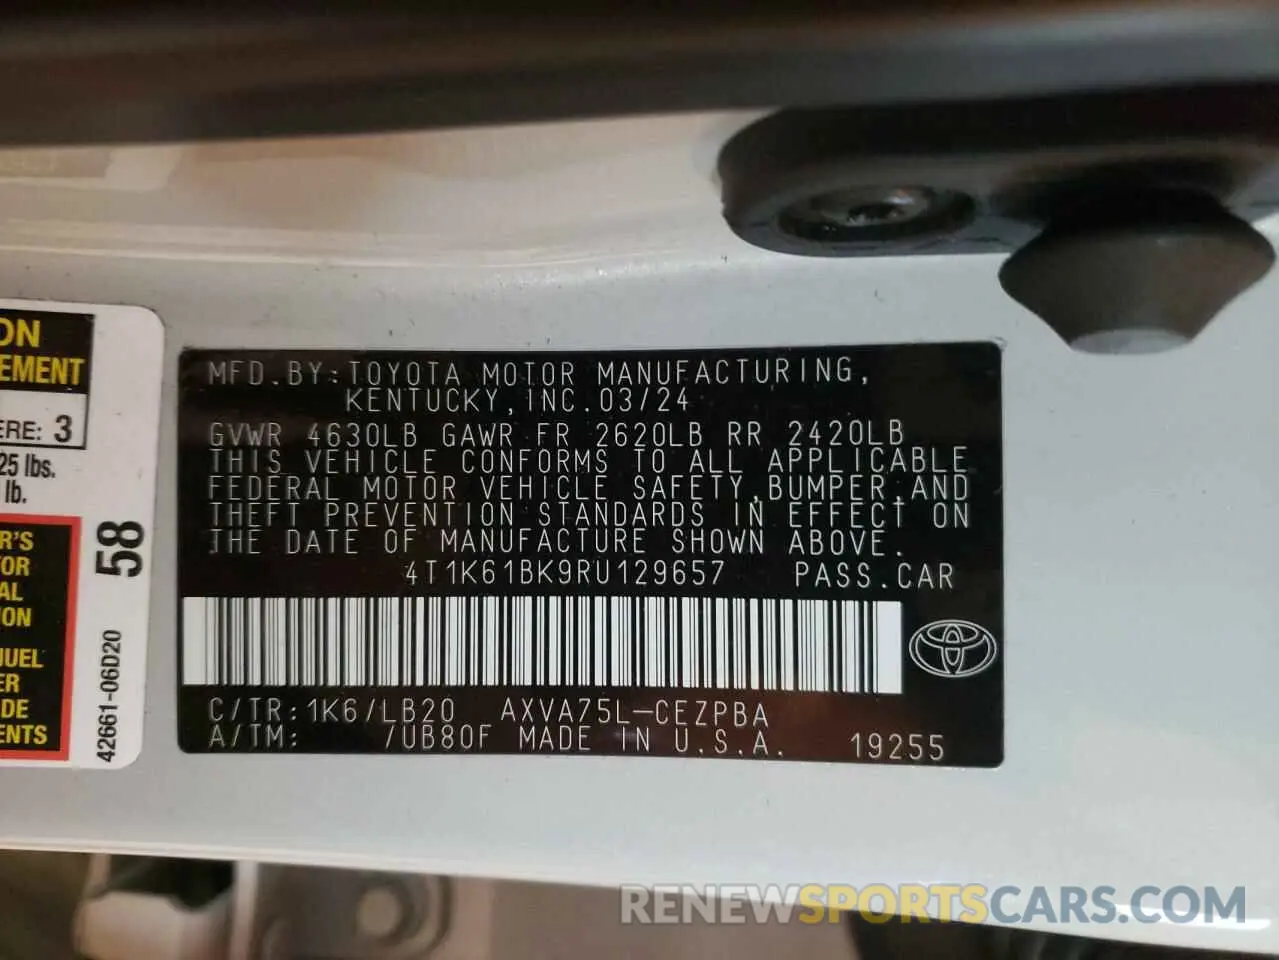 ON
EMENT
ERE: 3
25 lbs.
lb.
R'S
TOR
AL
ION
NUEL
ER
DE
ENTS
58
42661-06D20
MFD.BY:TOYOTA MOTOR MANUFACTURING,
KENTUCKY,INC.03/24
GVWR 4630LB GAWR FR 2620LB RR 2420LB
THIS VEHICLE CONFORMS TO ALL APPLICABLE
FEDERAL MOTOR VEHICLE SAFETY,BUMPER,AND
THEFT PREVENTION STANDARDS IN EFFECT ON
THE DATE OF MANUFACTURE SHOWN ABOVE.
4T1K61BK9RU129657 PASS.CAR
C/TR:1K6/LB20 AXVA75L-CEZPBA
A/TM: /UB80F MADE IN U.S.A. 19255
RENEWSPORTSCARS.COM